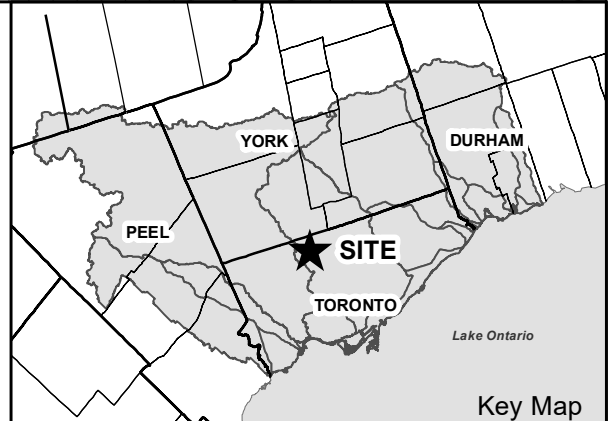 YORK
DURHAM
PEEL
SITE
TORONTO
Lake Ontario
Key Map